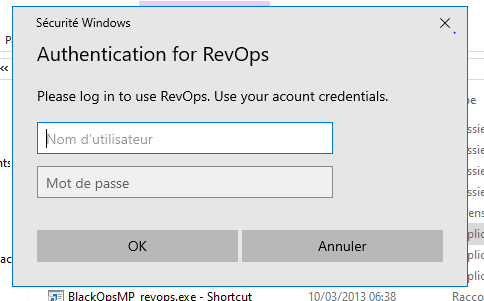 Sécurité Windows
Authentication for RevOps
Please log in to use RevOps. Use your acount credentials.
Nom d'utilisateur
Mot de passe
OK
Annuler
BlackOpsMP_revops.exe - Shortcut 10/03/2013 06:38 Racco